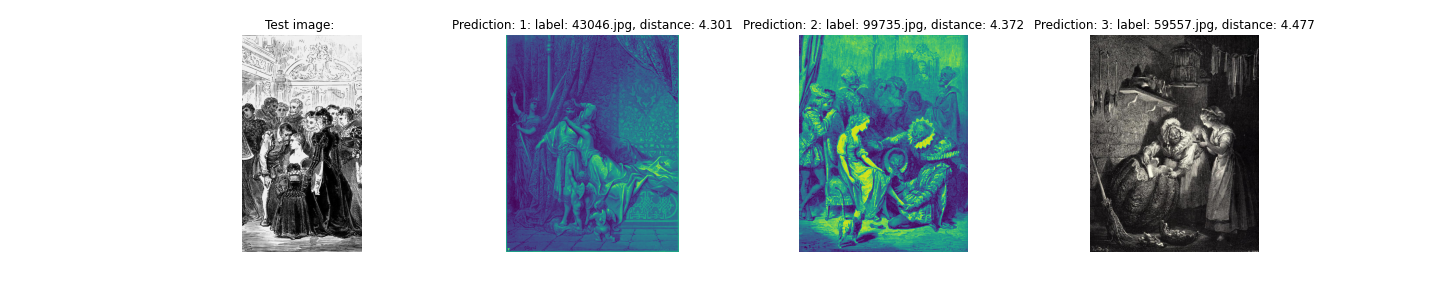 Test image:
Prediction: 1: label: 43046.jpg, distance: 4.301
Prediction: 2: label: 99735.jpg, distance: 4.372
Prediction: 3: label: 59557.jpg, distance: 4.477